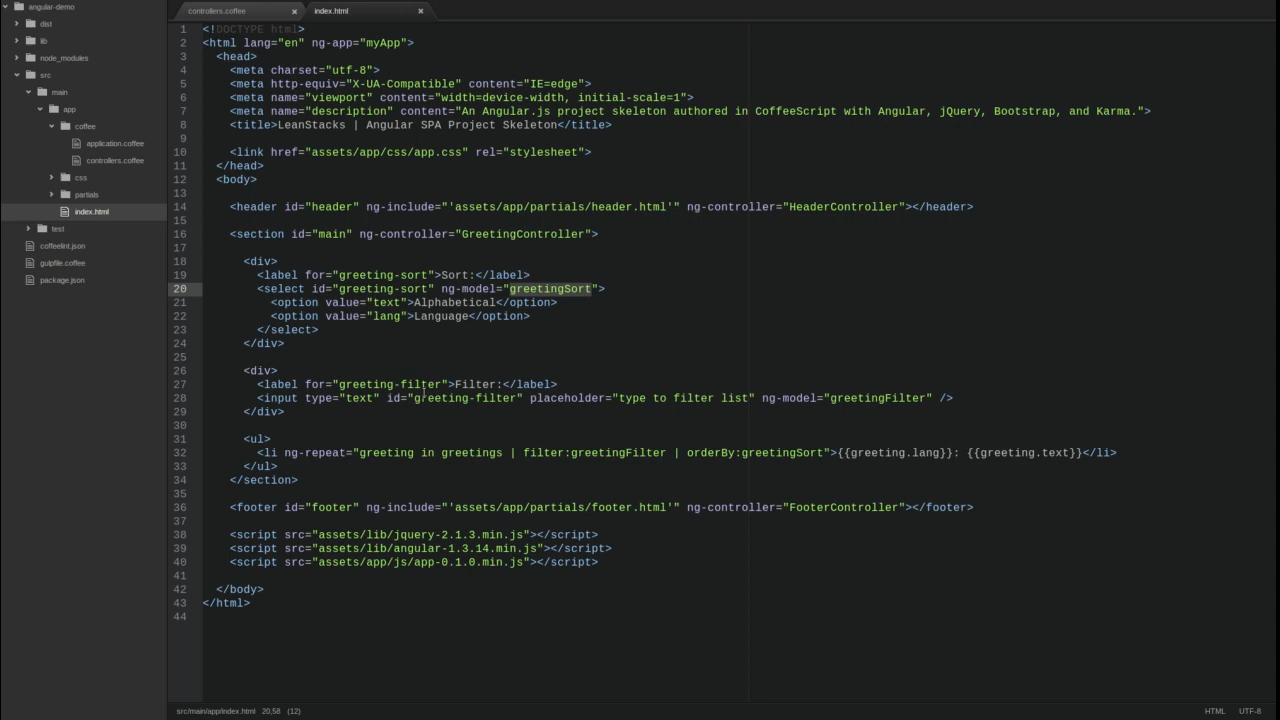 angular-demo
dist
lib
node_modules
src
main
app
coffee
application.coffee
controllers.coffee
css
partials
index.html
test
coffeelint.json
gulpfile.coffee
package.json
controllers.coffee
index.html
1 <!DOCTYPE html>
2 <html lang="en" ng-app="myApp">
3 <head>
4 <meta charset="utf-8">
5 <meta http-equiv="X-UA-Compatible" content="IE=edge">
6 <meta name="viewport" content="width=device-width, initial-scale=1">
7 <meta name="description" content="An Angular.js project skeleton authored in CoffeeScript with Angular, jQuery, Bootstrap, and Karma.">
8 <title>LeanStacks | Angular SPA Project Skeleton</title>
9
10 <link href="assets/app/css/app.css" rel="stylesheet">
11 </head>
12 <body>
13
14 <header id="header" ng-include="'assets/app/partials/header.html'" ng-controller="HeaderController"></header>
15
16 <section id="main" ng-controller="GreetingController">
17
18 <div>
19 <label for="greeting-sort">Sort:</label>
20 <select id="greeting-sort" ng-model="greetingSort">
21 <option value="text">Alphabetical</option>
22 <option value="lang">Language</option>
23 </select>
24 </div>
25
26 <div>
27 <label for="greeting-filter">Filter:</label>
28 <input type="text" id="greeting-filter" placeholder="type to filter list" ng-model="greetingFilter" />
29 </div>
30
31 <ul>
32 <li ng-repeat="greeting in greetings | filter:greetingFilter | orderBy:greetingSort">{{greeting.lang}}: {{greeting.text}}</li>
33 </ul>
34 </section>
35
36 <footer id="footer" ng-include="'assets/app/partials/footer.html'" ng-controller="FooterController"></footer>
37
38 <script src="assets/lib/jquery-2.1.3.min.js"></script>
39 <script src="assets/lib/angular-1.3.14.min.js"></script>
40 <script src="assets/app/js/app-0.1.0.min.js"></script>
41
42 </body>
43 </html>
44
src/main/app/index.html 20,58 (12)
HTML UTF-8